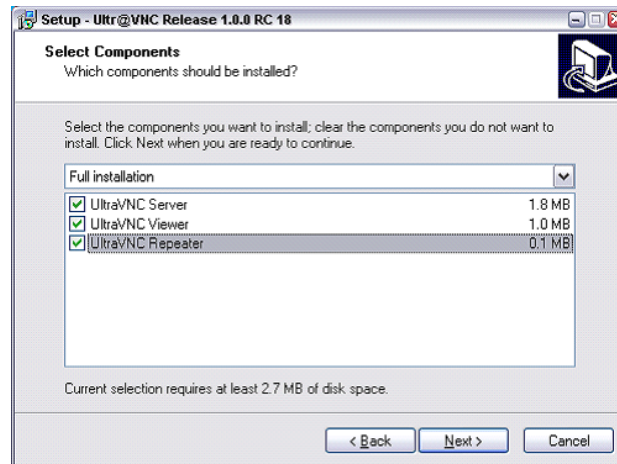 Setup - Ultr@VNC Release 1.0.0 RC 18
Select Components
Which components should be installed?
Select the components you want to install; clear the components you do not want to
install. Click Next when you are ready to continue.
Full installation
UltraVNC Server 1.8 MB
UltraVNC Viewer 1.0 MB
UltraVNC Repeater 0.1 MB
Current selection requires at least 2.7 MB of disk space.
< Back Next > Cancel